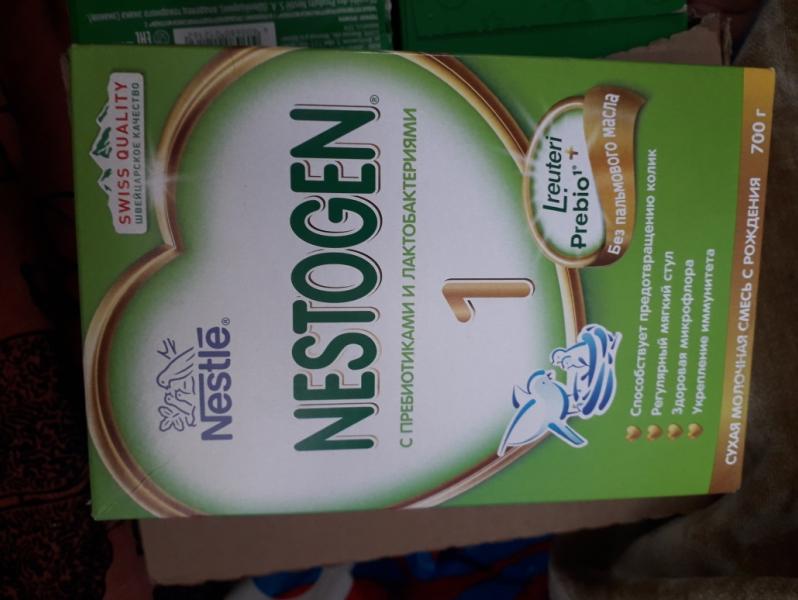 SWISS QUALITY
ШВЕЙЦАРСКОЕ КАЧЕСТВО
Nestlé®
NESTOGEN®
С ПРЕБИОТИКАМИ И ЛАКТОБАКТЕРИЯМИ
1
L.reuteri
+
Prebio1®
Без пальмового масла
Способствует предотвращению колик
Регулярный мягкий стул
Здоровая микрофлора
Укрепление иммунитета
СУХАЯ МОЛОЧНАЯ СМЕСЬ С РОЖДЕНИЯ 700 г